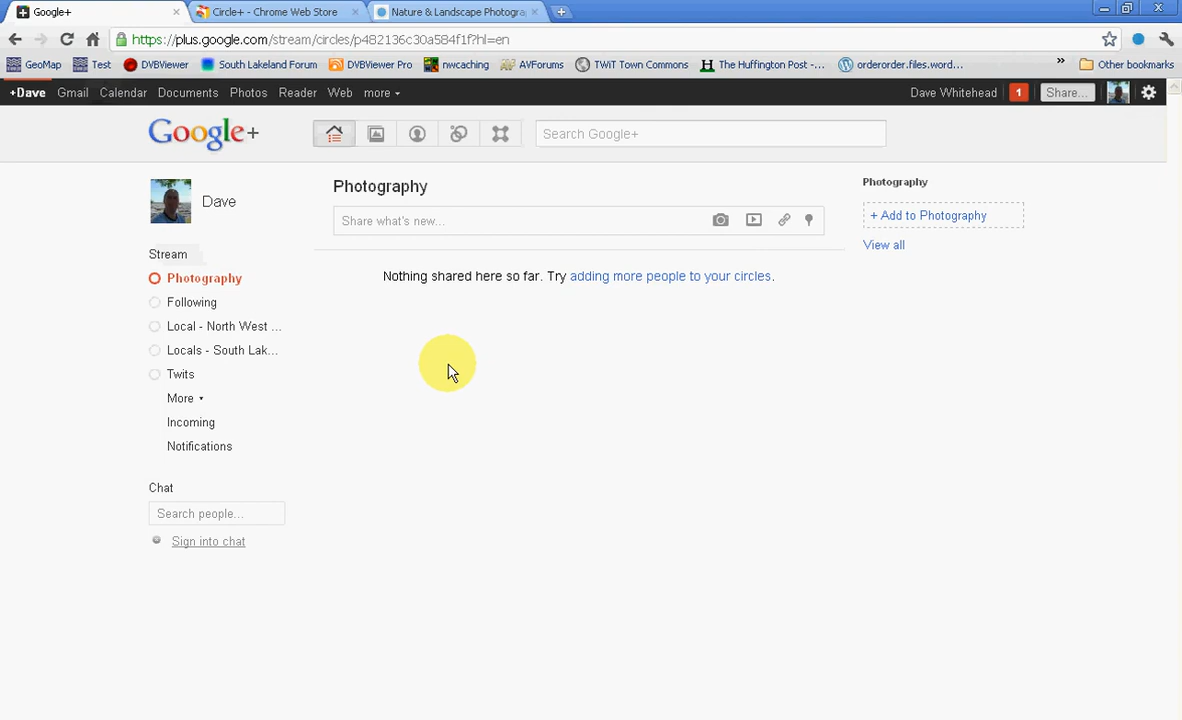 Google+
Circle+ - Chrome Web Store
Nature & Landscape Photogra
https://plus.google.com/stream/circles/p482136c30a584f1f?hl=en
GeoMap Test DVBViewer South Lakeland Forum DVBViewer Pro nwcaching AVForums TWiT Town Commons The Huffington Post -... orderorder.files.word... » Other bookmarks
+Dave Gmail Calendar Documents Photos Reader Web more Dave Whitehead 1 Share...
Google+ Search Google+
Dave
Photography
Share what's new...
Nothing shared here so far. Try adding more people to your circles.
Photography
+ Add to Photography
View all
Stream
Photography
Following
Local - North West ...
Locals - South Lak...
Twits
More
Incoming
Notifications
Chat
Search people...
Sign into chat